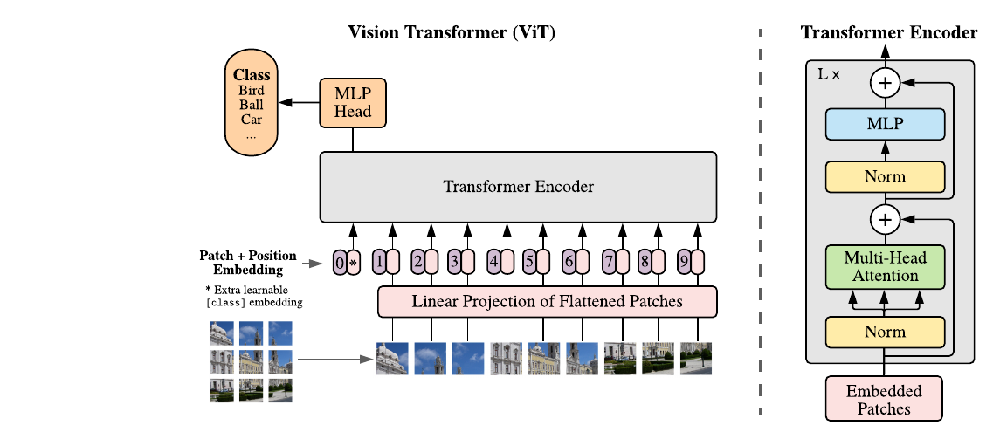 Vision Transformer (ViT)
Class
Bird
Ball
Car
...
MLP
Head
Transformer Encoder
Patch + Position
Embedding
0 * 1 2 3 4 5 6 7 8 9
* Extra learnable
[class] embedding
Linear Projection of Flattened Patches
Transformer Encoder
L ×
+
MLP
Norm
+
Multi-Head
Attention
Norm
Embedded
Patches